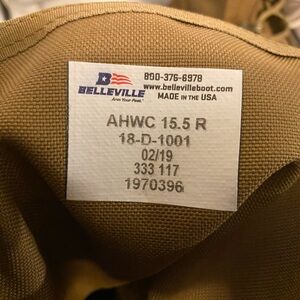 BELLEVILLE
Arm Your Feet.
800-376-6978
www.bellevilleboot.com
MADE IN THE USA
AHWC 15.5 R
18-D-1001
02/19
333 117
1970396